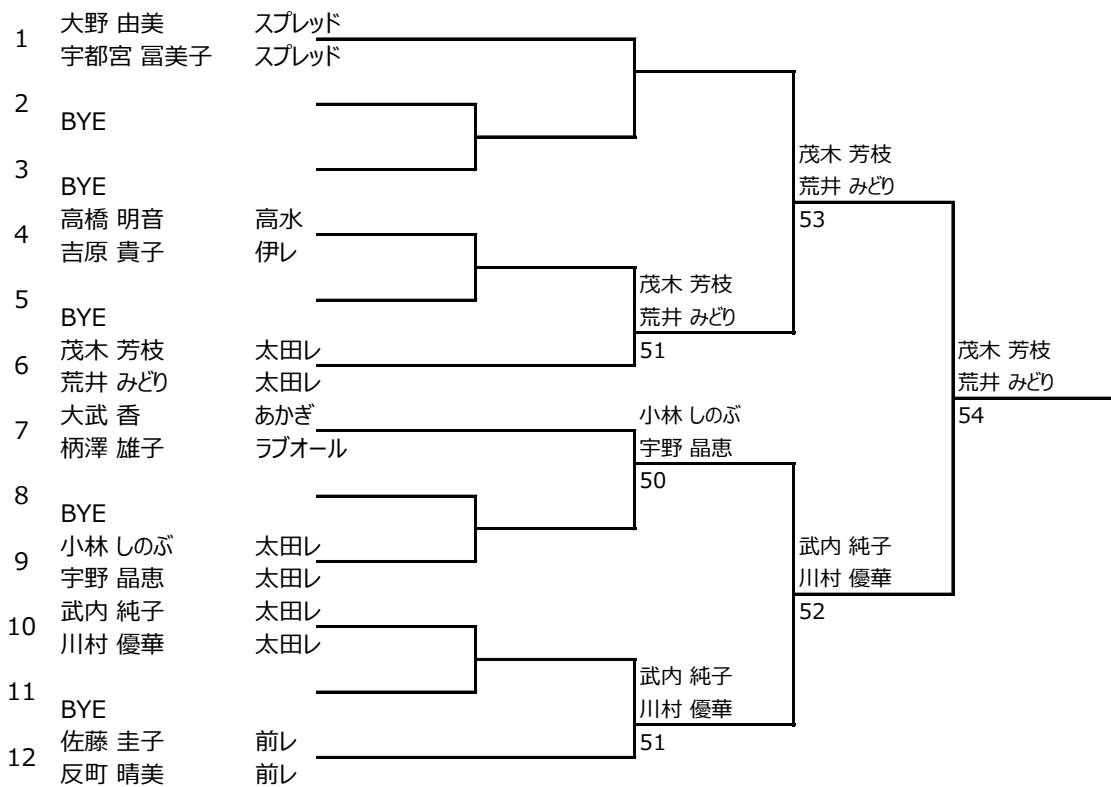 1 大野 由美 スプレッド
宇都宮 冨美子 スプレッド
2
BYE
3
BYE
4 高橋 明音 高水
吉原 貴子 伊レ
5
BYE
6 茂木 芳枝 太田レ
荒井 みどり 太田レ
7 大武 香 あかぎ
柄澤 雄子 ラブオール
8
BYE
9 小林 しのぶ 太田レ
宇野 晶恵 太田レ
10 武内 純子 太田レ
川村 優華 太田レ
11
BYE
12 佐藤 圭子 前レ
反町 晴美 前レ
茂木 芳枝
荒井 みどり
51
小林 しのぶ
宇野 晶恵
50
武内 純子
川村 優華
51
茂木 芳枝
荒井 みどり
53
武内 純子
川村 優華
52
茂木 芳枝
荒井 みどり
54